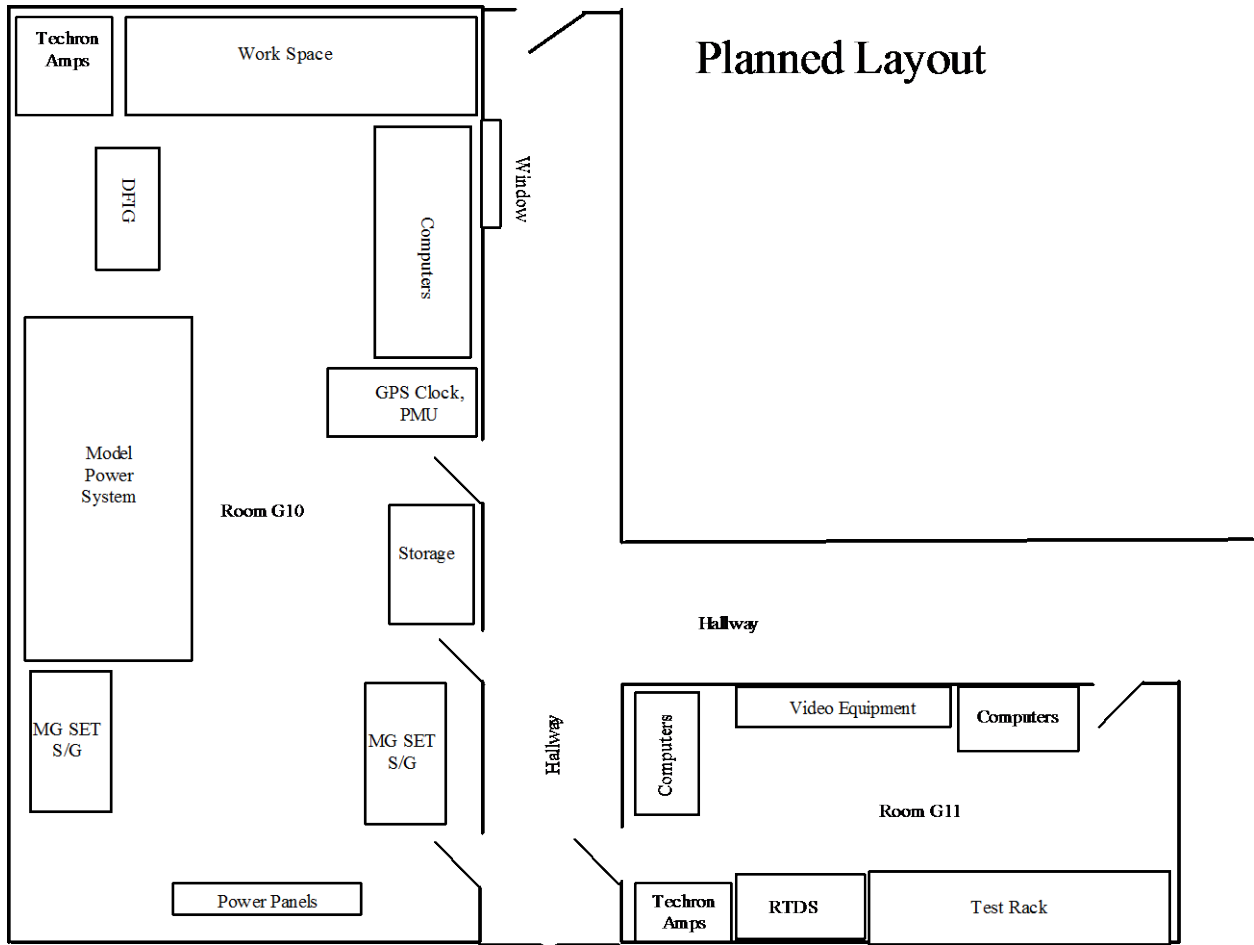 Planned Layout
Techron
Amps
Work Space
DFIG
Computers
Window
GPS Clock,
PMU
Model
Power
System
Room G10
Storage
Hallway
MG SET
S/G
MG SET
S/G
Hallway
Computers
Video Equipment
Computers
Room G11
Power Panels
Techron
Amps
RTDS
Test Rack